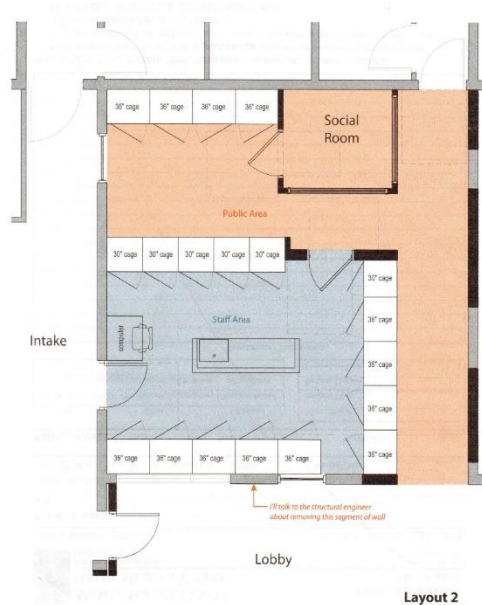 36" cage 36" cage 36" cage 36" cage
Social
Room
Public Area
30" cage 30" cage 30" cage 30" cage 30" cage
30" cage
36" cage
36" cage
36" cage
36" cage
Staff Area
computer
Intake
36" cage 36" cage 36" cage 36" cage 36" cage
I'll talk to the structural engineer
about removing this segment of wall
Lobby
Layout 2